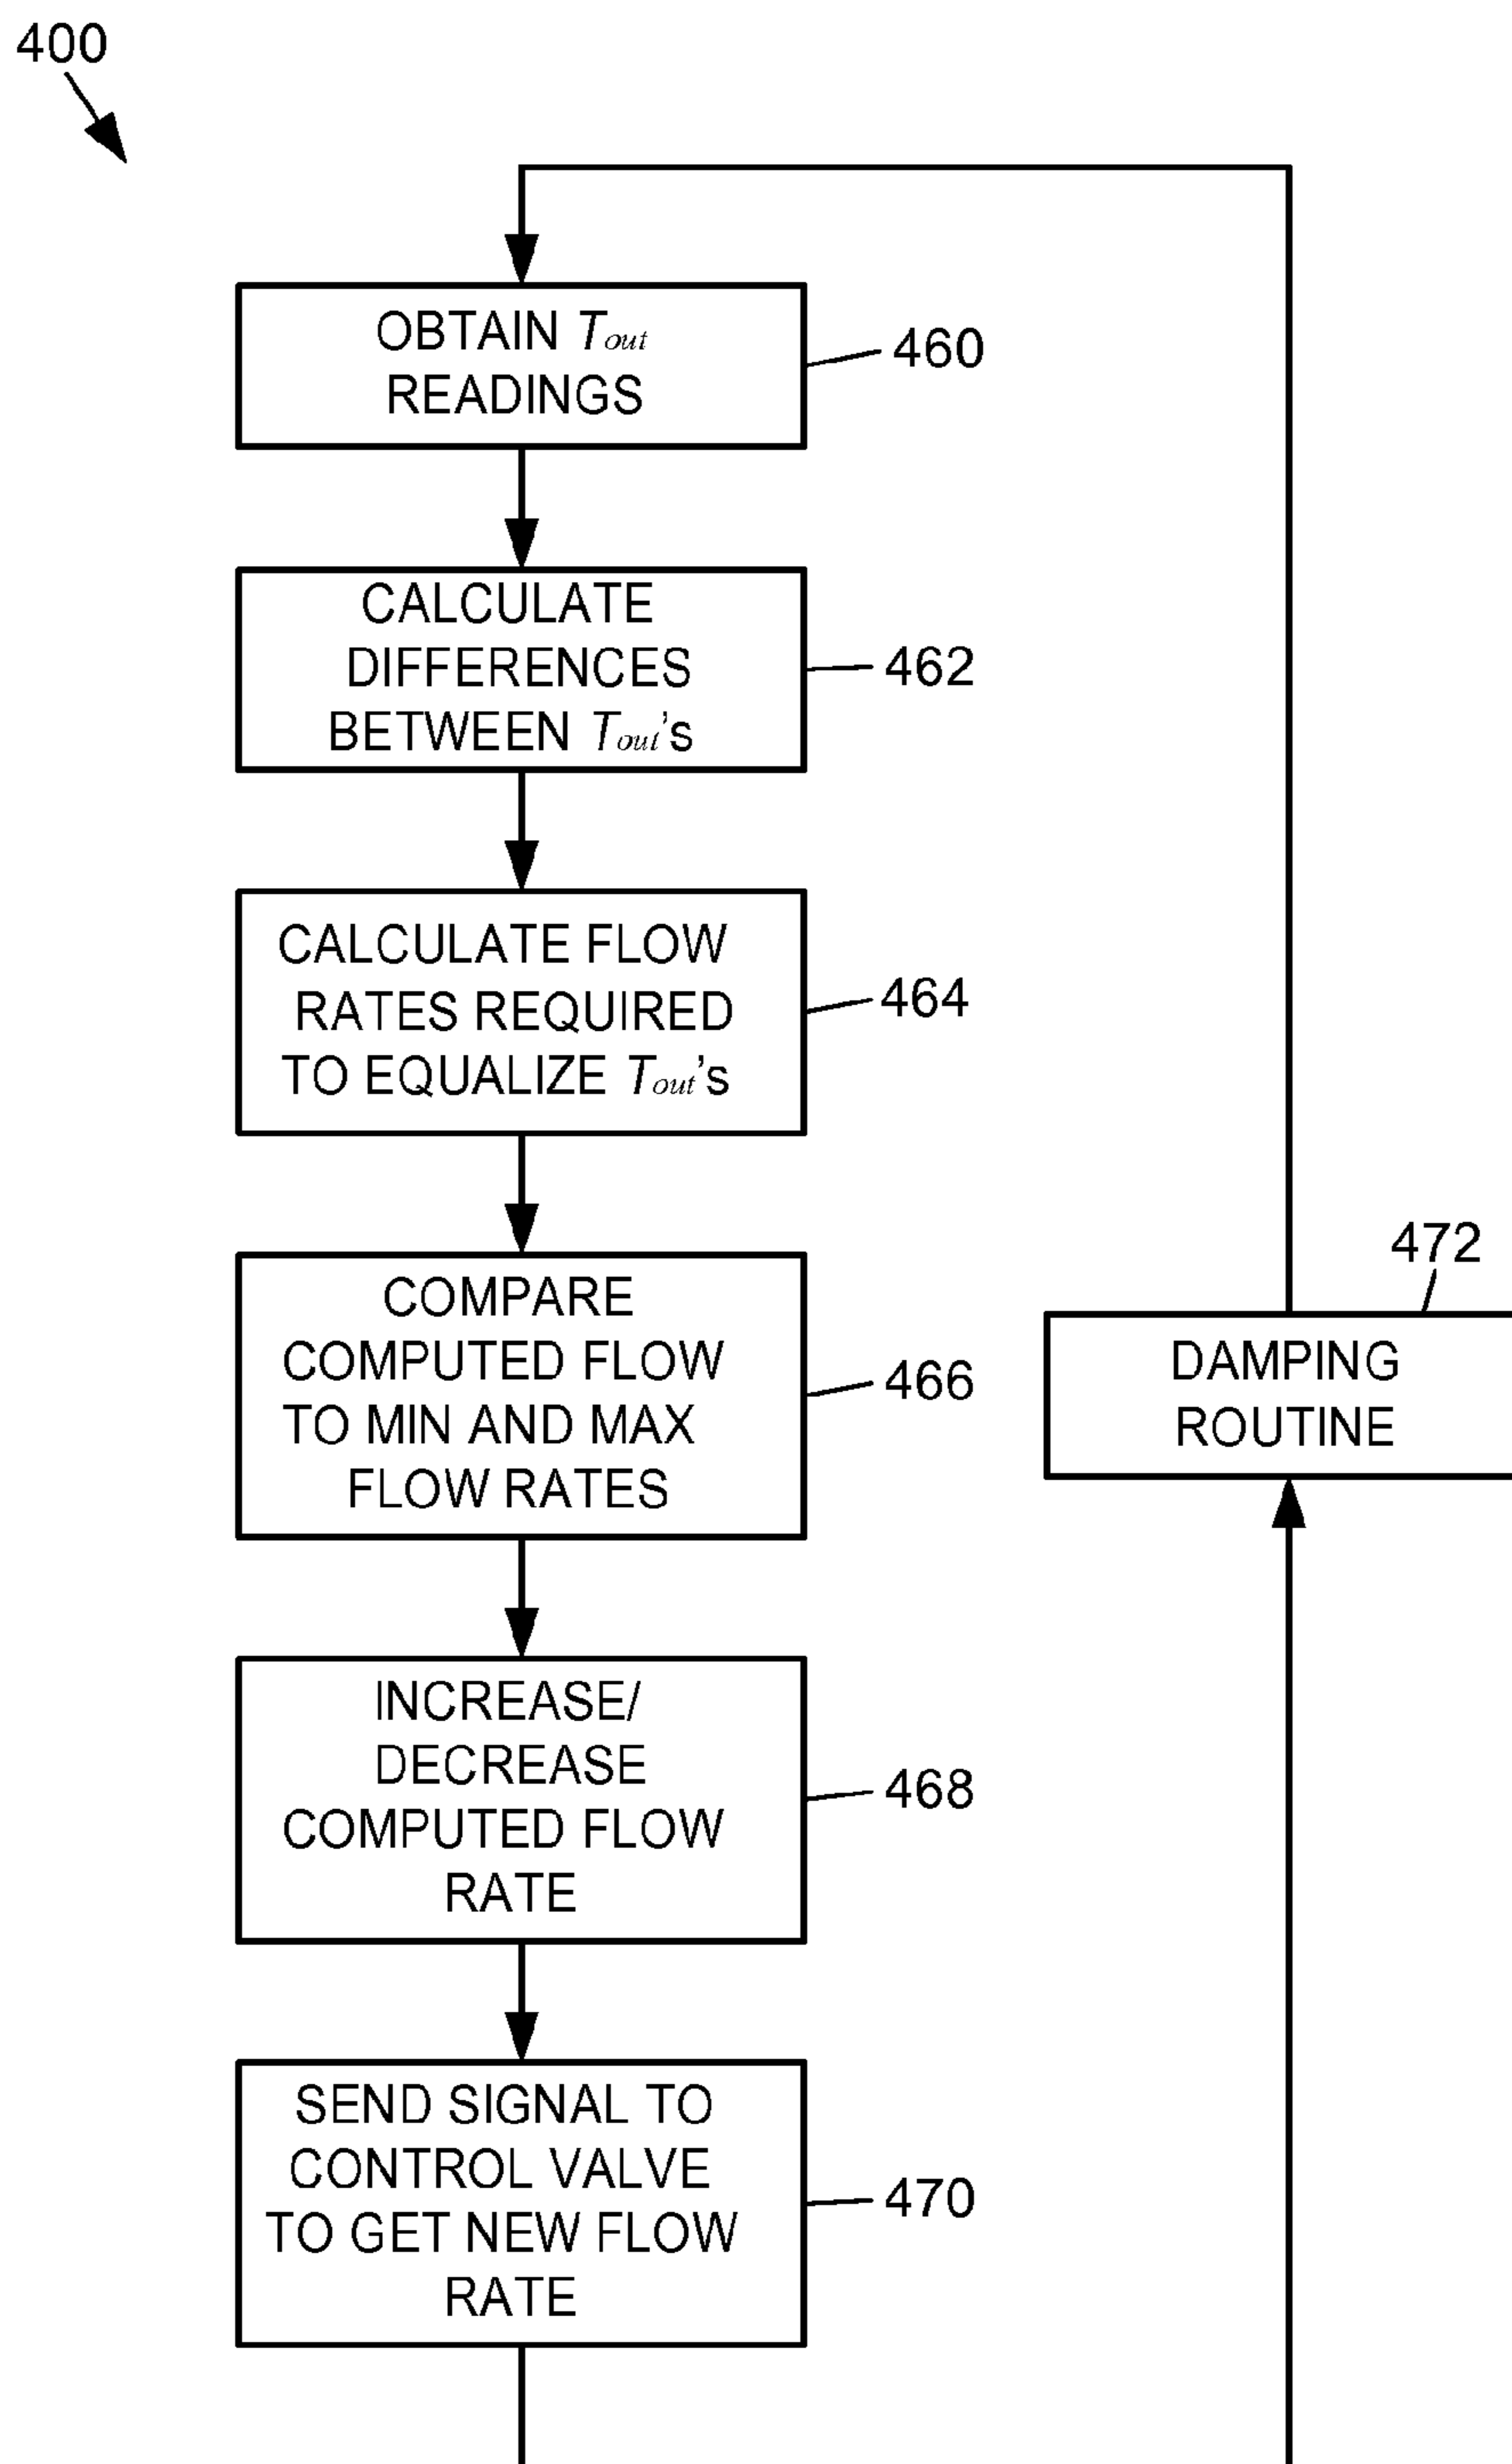 400
OBTAIN Tout
READINGS
460
CALCULATE
DIFFERENCES
BETWEEN Tout's
462
CALCULATE FLOW
RATES REQUIRED
TO EQUALIZE Tout's
464
COMPARE
COMPUTED FLOW
TO MIN AND MAX
FLOW RATES
466
472
DAMPING
ROUTINE
INCREASE/
DECREASE
COMPUTED FLOW
RATE
468
SEND SIGNAL TO
CONTROL VALVE
TO GET NEW FLOW
RATE
470